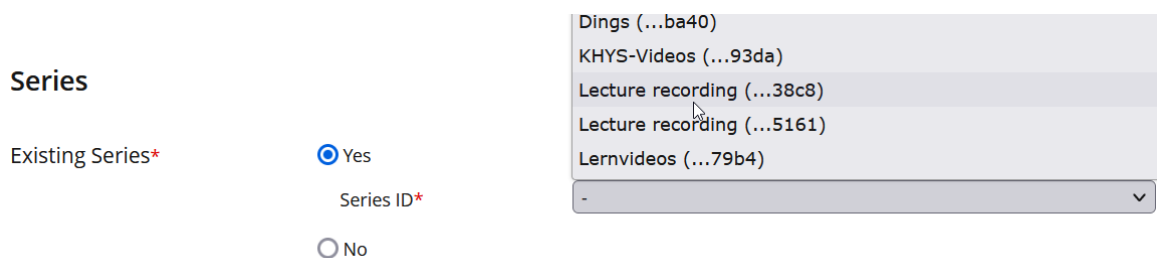 Dings (...ba40)
KHYS-Videos (...93da)
Series
Lecture recording (...38c8)
Lecture recording (...5161)
Existing Series*
Yes
Lernvideos (...79b4)
Series ID*
-
No